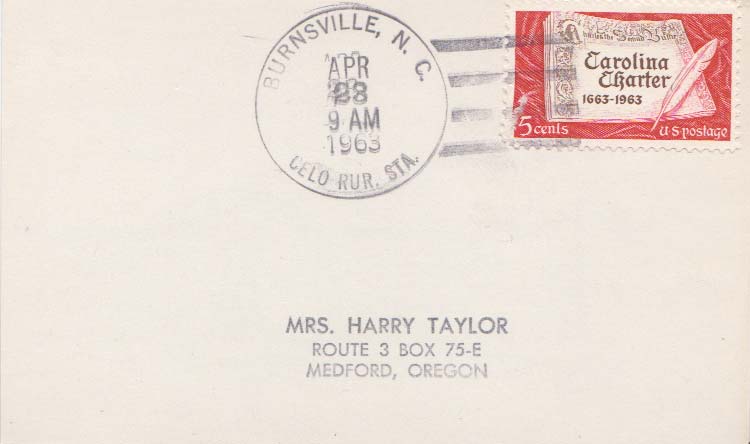 BURNSVILLE, N. C.
APR
23
9 AM
1963
CELO RUR. STA.
Carolina
Charter
1663-1963
5 cents
U S postage
MRS. HARRY TAYLOR
ROUTE 3 BOX 75-E
MEDFORD, OREGON